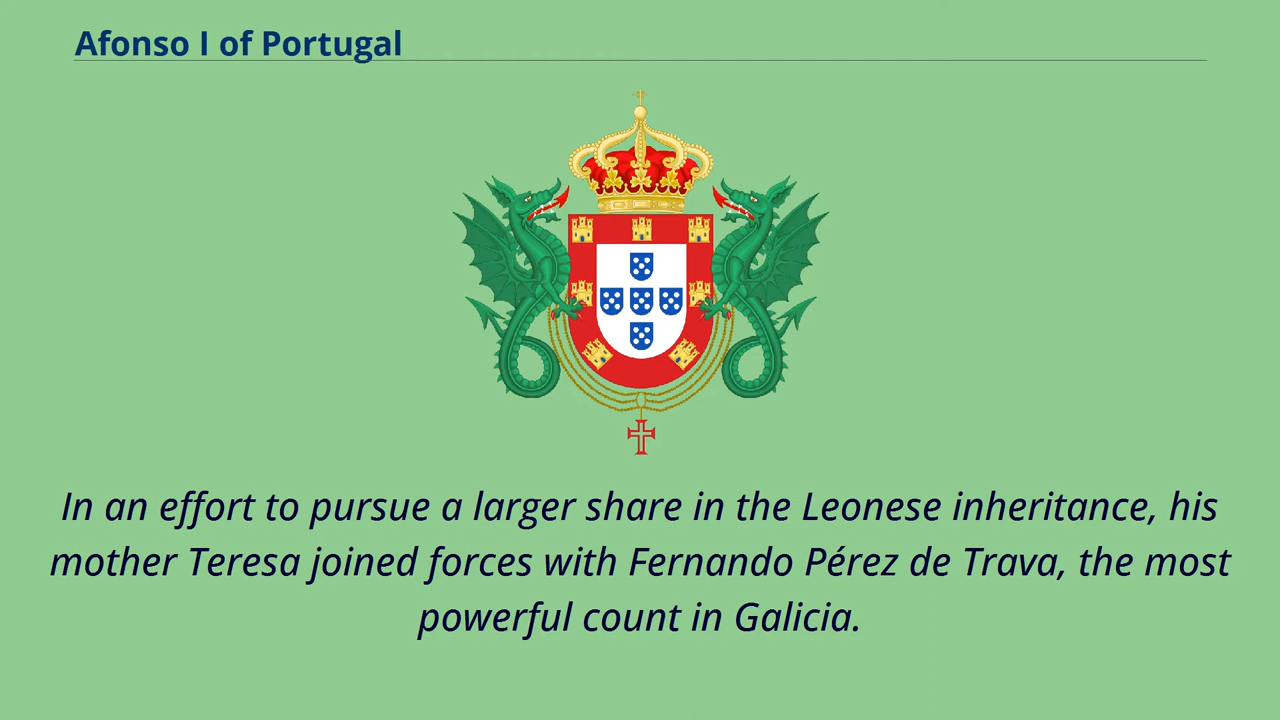 Afonso I of Portugal
In an effort to pursue a larger share in the Leonese inheritance, his
mother Teresa joined forces with Fernando Pérez de Trava, the most
powerful count in Galicia.